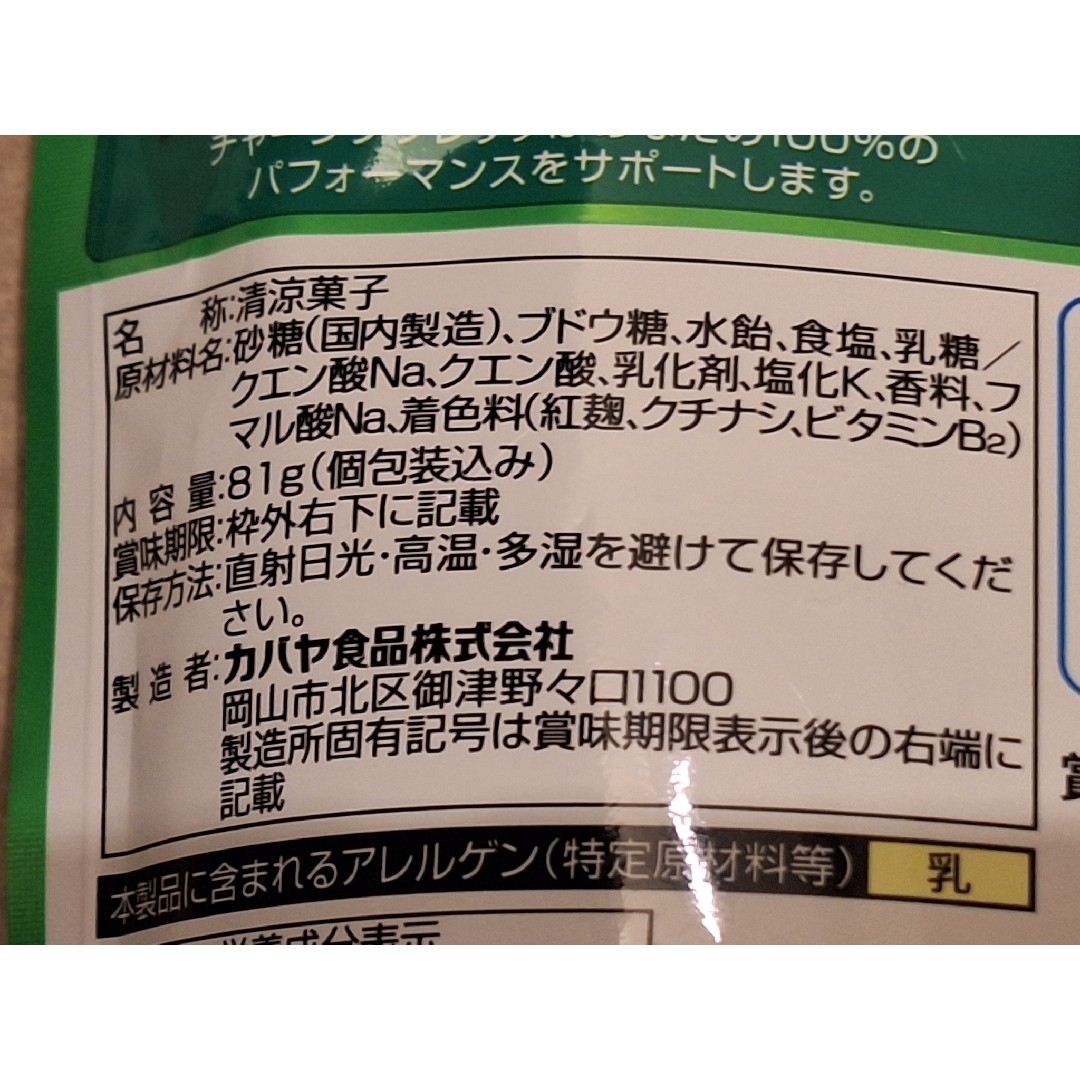 パフォーマンスをサポートします。
名　称:清涼菓子
原材料名:砂糖(国内製造)、ブドウ糖、水飴、食塩、乳糖／
クエン酸Na、クエン酸、乳化剤、塩化K、香料、フ
マル酸Na、着色料(紅麹、クチナシ、ビタミンB₂)
内容量:81g(個包装込み)
賞味期限:枠外右下に記載
保存方法:直射日光・高温・多湿を避けて保存してくだ
さい。
製造者:カバヤ食品株式会社
岡山市北区御津野々口1100
製造所固有記号は賞味期限表示後の右端に
記載
賞
本製品に含まれるアレルゲン(特定原材料等) 乳
栄養成分表示